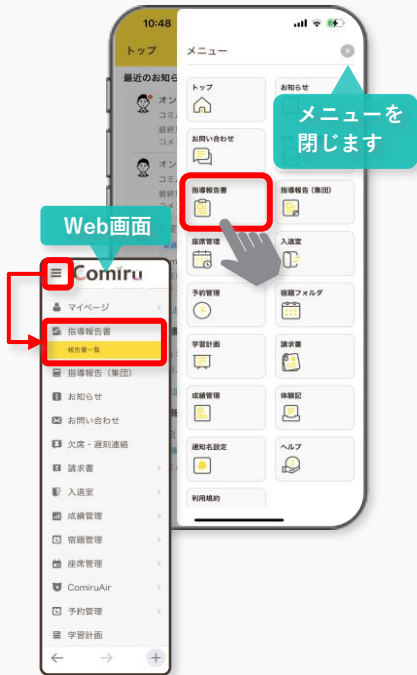 10:48
トップ
メニュー
最近のお知ら
トップ
お知らせ
メニューを
閉じます
オン
コミ
最終
コメ
お問い合わせ
オン
コミ
最終
コメ
指導報告書
指導報告 (集団)
Web画面
座席管理
入退室
Comiru
マイページ
予約管理
宿題フォルダ
指導報告書
報告書一覧
学習計画
請求書
指導報告（集団）
お知らせ
成績管理
体験記
お問い合わせ
欠席・遅刻連絡
通知名設定
ヘルプ
請求書
入退室
利用規約
成績管理
宿題管理
座席管理
ComiruAir
予約管理
学習計画